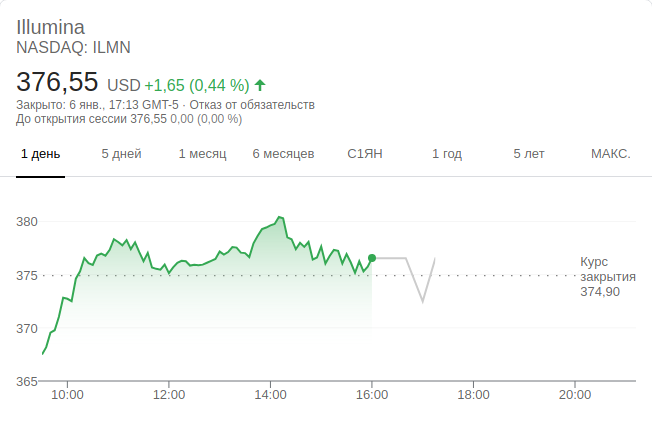 Illumina
NASDAQ: ILMN
376,55 USD +1,65 (0,44 %)
Закрыто: 6 янв., 17:13 GMT-5 · Отказ от обязательств
До открытия сессии 376,55 0,00 (0,00 %)
1 день 5 дней 1 месяц 6 месяцев С1ЯН 1 год 5 лет МАКС.
380
375
370
365
Курс
закрытия
374,90
10:00 12:00 14:00 16:00 18:00 20:00